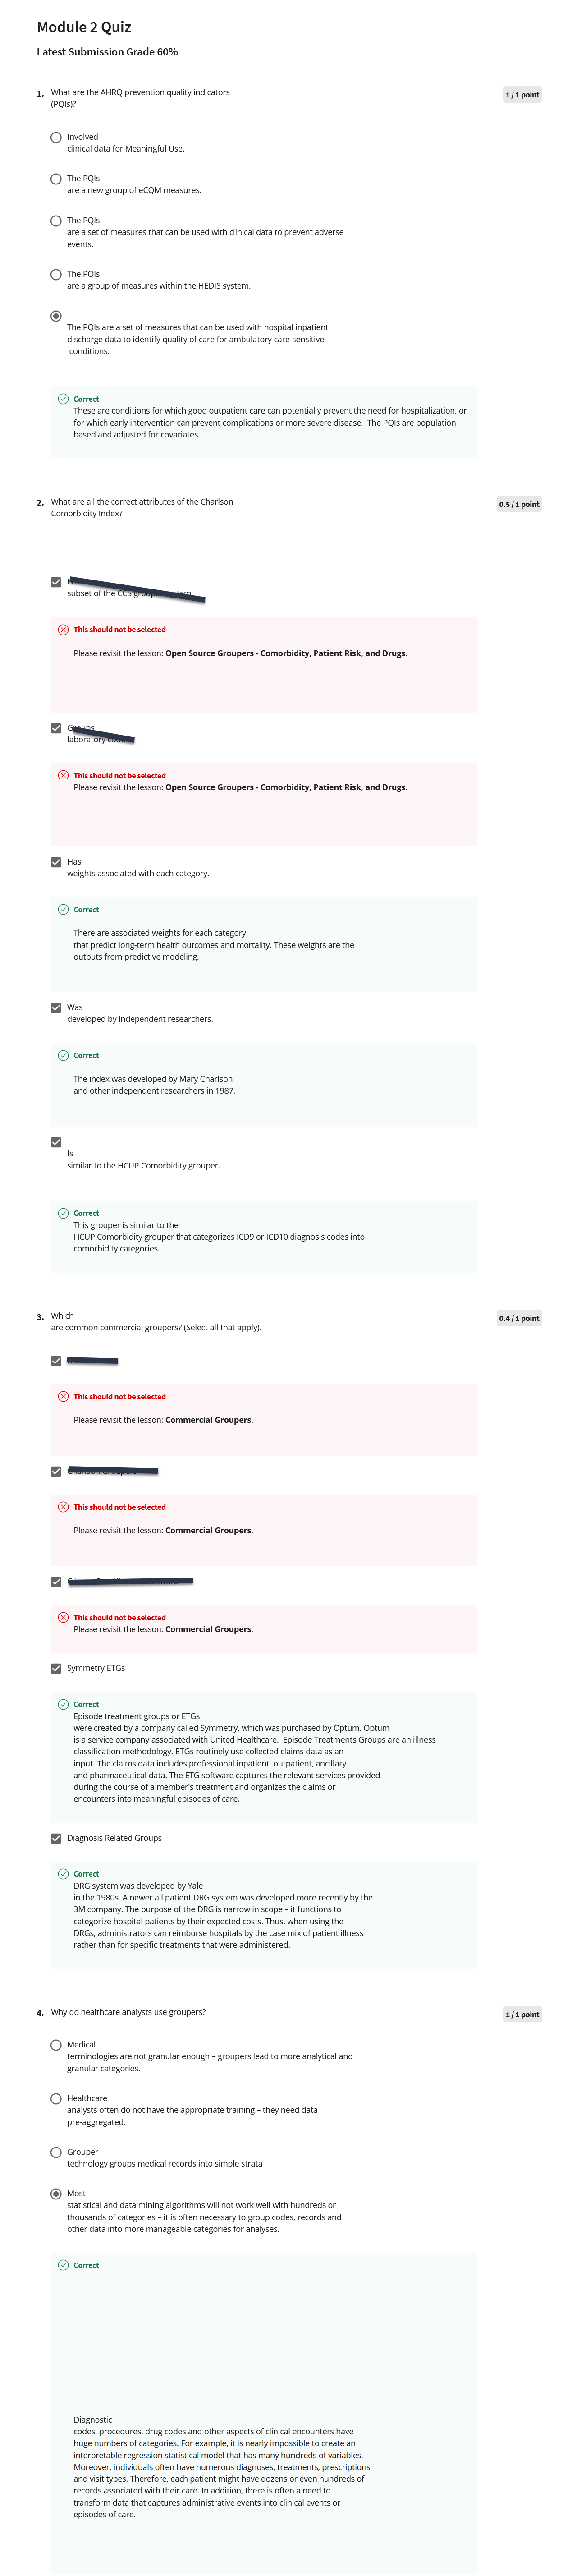 Module 2 Quiz
Latest Submission Grade 60%
1. What are the AHRQ prevention quality indicators
(PQIs)?
1 / 1 point
Involved
clinical data for Meaningful Use.
The PQIs
are a new group of eCQM measures.
The PQIs
are a set of measures that can be used with clinical data to prevent adverse
events.
The PQIs
are a group of measures within the HEDIS system.
The PQIs are a set of measures that can be used with hospital inpatient
discharge data to identify quality of care for ambulatory care-sensitive
conditions.
Correct
These are conditions for which good outpatient care can potentially prevent the need for hospitalization, or
for which early intervention can prevent complications or more severe disease. The PQIs are population
based and adjusted for covariates.
2. What are all the correct attributes of the Charlson
Comorbidity Index?
0.5 / 1 point
subset of the CCS
This should not be selected
Please revisit the lesson: Open Source Groupers - Comorbidity, Patient Risk, and Drugs.
laboratory
This should not be selected
Please revisit the lesson: Open Source Groupers - Comorbidity, Patient Risk, and Drugs.
Has
weights associated with each category.
Correct
There are associated weights for each category
that predict long-term health outcomes and mortality. These weights are the
outputs from predictive modeling.
Was
developed by independent researchers.
Correct
The index was developed by Mary Charlson
and other independent researchers in 1987.
Is
similar to the HCUP Comorbidity grouper.
Correct
This grouper is similar to the
HCUP Comorbidity grouper that categorizes ICD9 or ICD10 diagnosis codes into
comorbidity categories.
3. Which
are common commercial groupers? (Select all that apply).
0.4 / 1 point
This should not be selected
Please revisit the lesson: Commercial Groupers.
This should not be selected
Please revisit the lesson: Commercial Groupers.
This should not be selected
Please revisit the lesson: Commercial Groupers.
Symmetry ETGs
Correct
Episode treatment groups or ETGs
were created by a company called Symmetry, which was purchased by Optum. Optum
is a service company associated with United Healthcare. Episode Treatments Groups are an illness
classification methodology. ETGs routinely use collected claims data as an
input. The claims data includes professional inpatient, outpatient, ancillary
and pharmaceutical data. The ETG software captures the relevant services provided
during the course of a member's treatment and organizes the claims or
encounters into meaningful episodes of care.
Diagnosis Related Groups
Correct
DRG system was developed by Yale
in the 1980s. A newer all patient DRG system was developed more recently by the
3M company. The purpose of the DRG is narrow in scope – it functions to
categorize hospital patients by their expected costs. Thus, when using the
DRGs, administrators can reimburse hospitals by the case mix of patient illness
rather than for specific treatments that were administered.
4. Why do healthcare analysts use groupers?
1 / 1 point
Medical
terminologies are not granular enough – groupers lead to more analytical and
granular categories.
Healthcare
analysts often do not have the appropriate training – they need data
pre-aggregated.
Grouper
technology groups medical records into simple strata
Most
statistical and data mining algorithms will not work well with hundreds or
thousands of categories – it is often necessary to group codes, records and
other data into more manageable categories for analyses.
Correct
Diagnostic
codes, procedures, drug codes and other aspects of clinical encounters have
huge numbers of categories. For example, it is nearly impossible to create an
interpretable regression statistical model that has many hundreds of variables.
Moreover, individuals often have numerous diagnoses, treatments, prescriptions
and visit types. Therefore, each patient might have dozens or even hundreds of
records associated with their care. In addition, there is often a need to
transform data that captures administrative events into clinical events or
episodes of care.